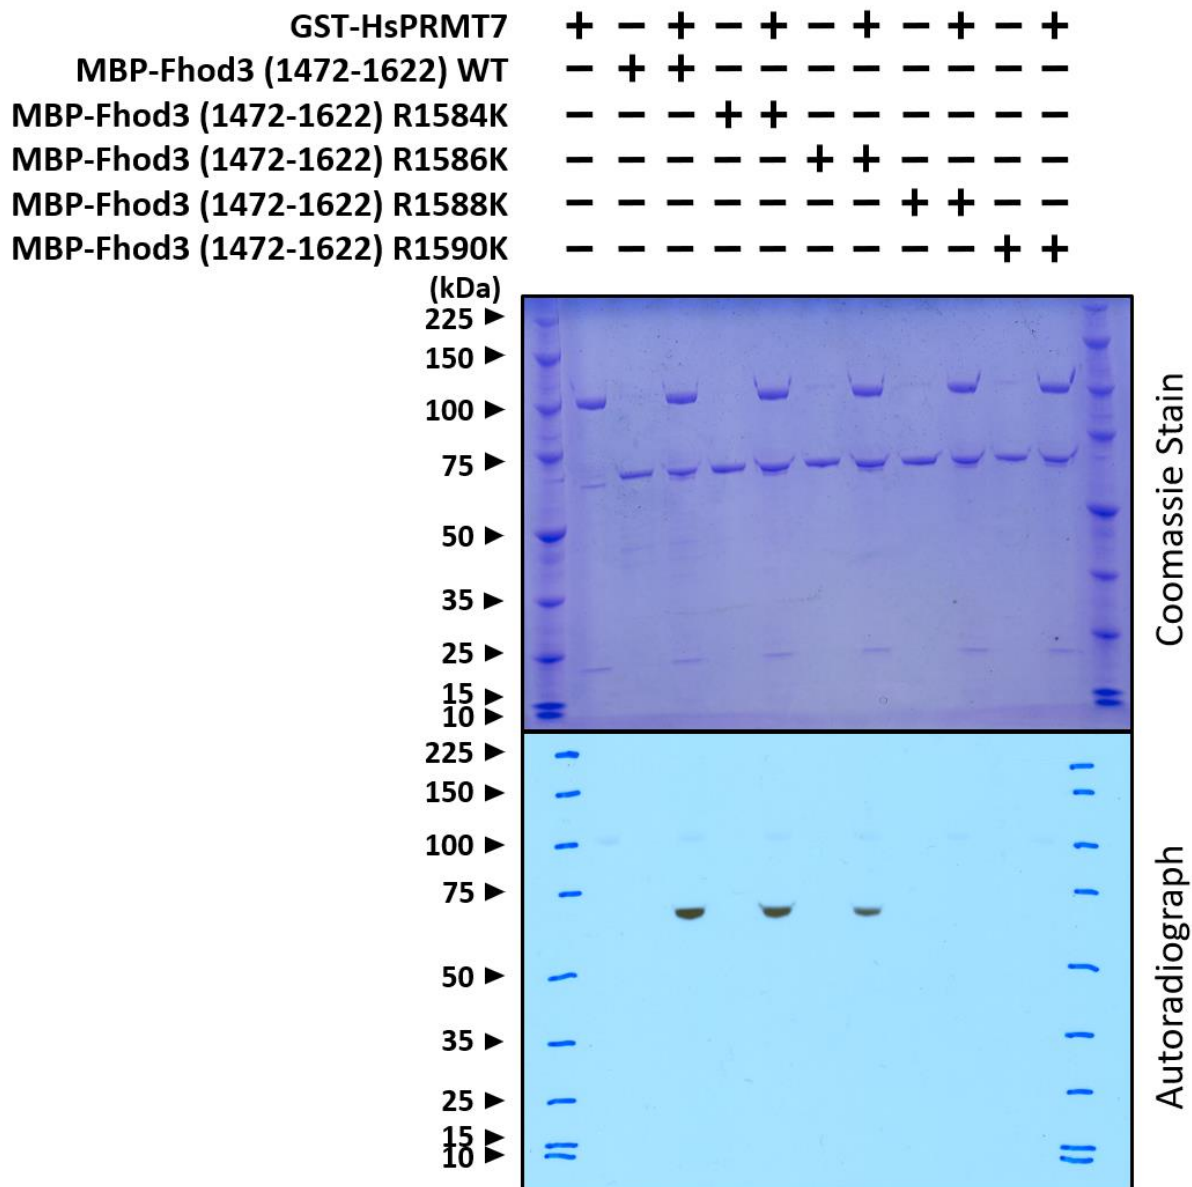 GST-HsPRMT7 + − + − + − + − + − +
MBP-Fhod3 (1472-1622) WT − + + − − − − − − − −
MBP-Fhod3 (1472-1622) R1584K − − − + + − − − − − −
MBP-Fhod3 (1472-1622) R1586K − − − − − + + − − − −
MBP-Fhod3 (1472-1622) R1588K − − − − − − − + + − −
MBP-Fhod3 (1472-1622) R1590K − − − − − − − − − + +
(kDa)
225 ►
150 ►
100 ►
75 ►
50 ►
35 ►
25 ►
15 ►
10 ►
Coomassie Stain
225 ►
150 ►
100 ►
75 ►
50 ►
35 ►
25 ►
15 ►
10 ►
Autoradiograph